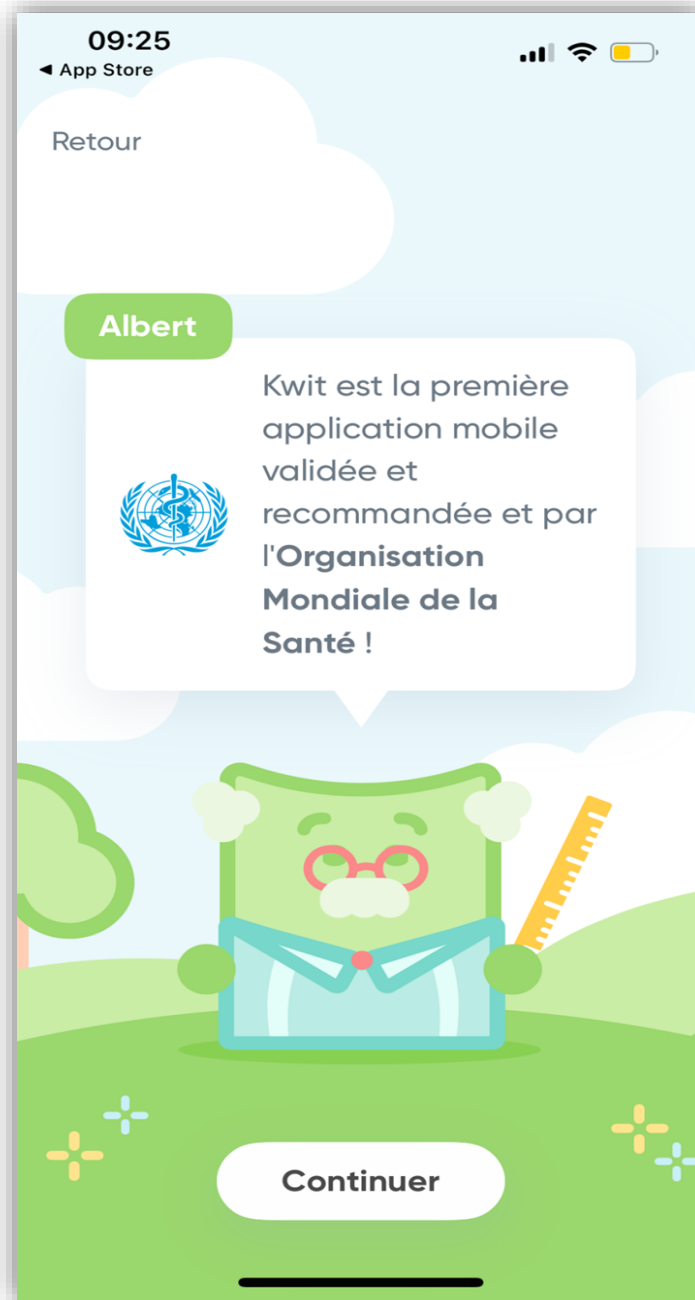 09:25
◀ App Store
Retour
Albert
Kwit est la première
application mobile
validée et
recommandée et par
l'Organisation
Mondiale de la
Santé !
Continuer